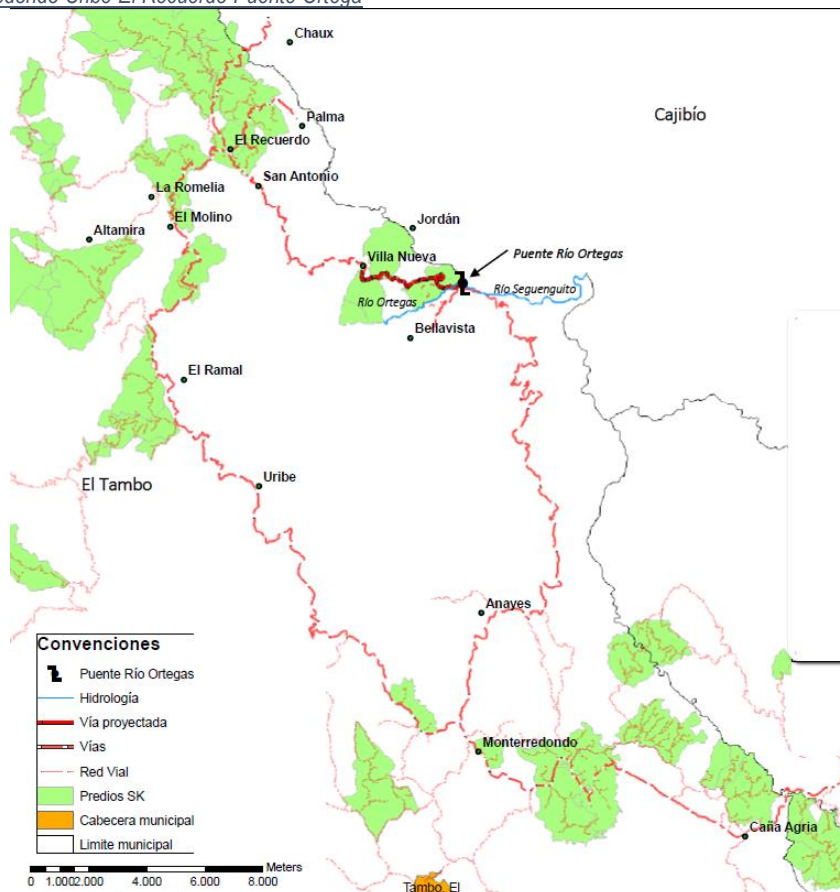 Chaux
Cajibío
Palma
El Recuerdo
San Antonio
La Romelia
El Molino
Altamira
Jordán
Puente Río Ortegas
Villa Nueva
Río Seguenguito
Río Ortegas
Bellavista
El Ramal
El Tambo
Uribe
Anayes
Convenciones
Puente Río Ortegas
Hidrología
Vía proyectada
Vías
Red Vial
Predios SK
Cabecera municipal
Limite municipal
Monterredondo
Caña Agria
Meters
0 1.000 2.000 4.000 6.000 8.000
Tambo, El